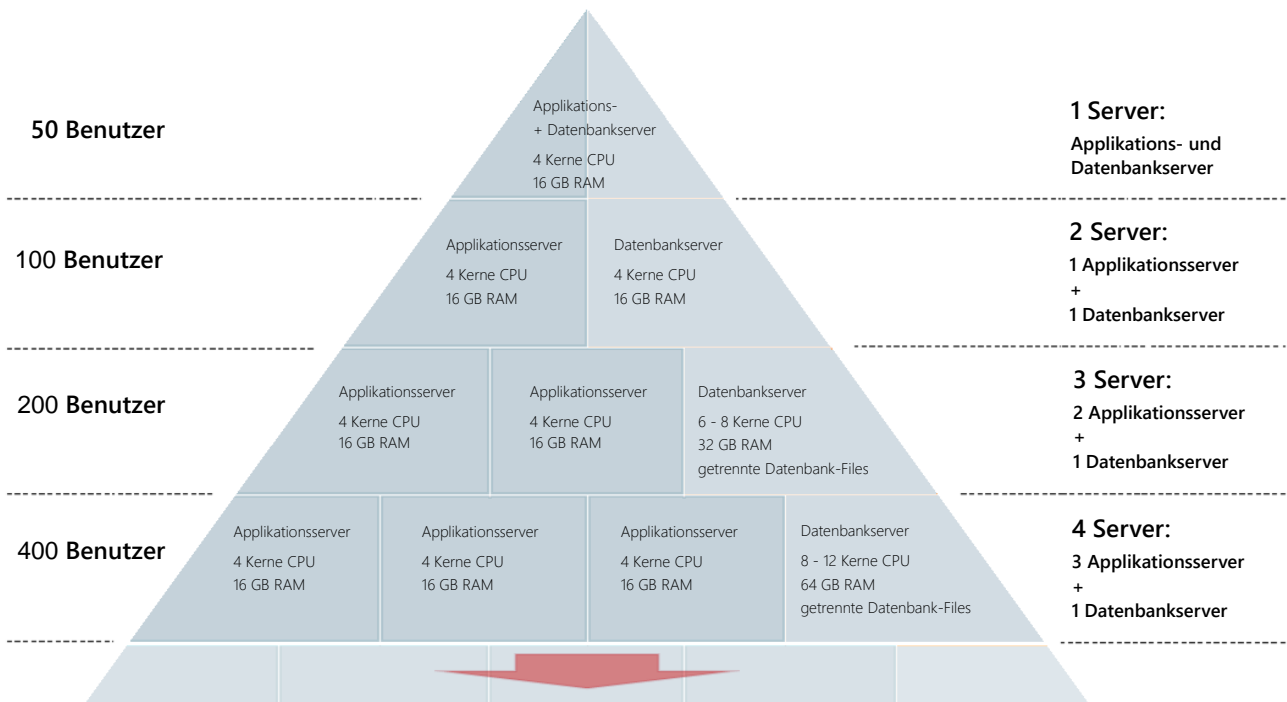 50 Benutzer
Applikations-
+ Datenbankserver
4 Kerne CPU
16 GB RAM
1 Server:
Applikations- und
Datenbankserver
100 Benutzer
Applikationsserver
4 Kerne CPU
16 GB RAM
Datenbankserver
4 Kerne CPU
16 GB RAM
2 Server:
1 Applikationsserver
+
1 Datenbankserver
200 Benutzer
Applikationsserver
4 Kerne CPU
16 GB RAM
Applikationsserver
4 Kerne CPU
16 GB RAM
Datenbankserver
6 - 8 Kerne CPU
32 GB RAM
getrennte Datenbank-Files
3 Server:
2 Applikationsserver
+
1 Datenbankserver
400 Benutzer
Applikationsserver
4 Kerne CPU
16 GB RAM
Applikationsserver
4 Kerne CPU
16 GB RAM
Applikationsserver
4 Kerne CPU
16 GB RAM
Datenbankserver
8 - 12 Kerne CPU
64 GB RAM
getrennte Datenbank-Files
4 Server:
3 Applikationsserver
+
1 Datenbankserver